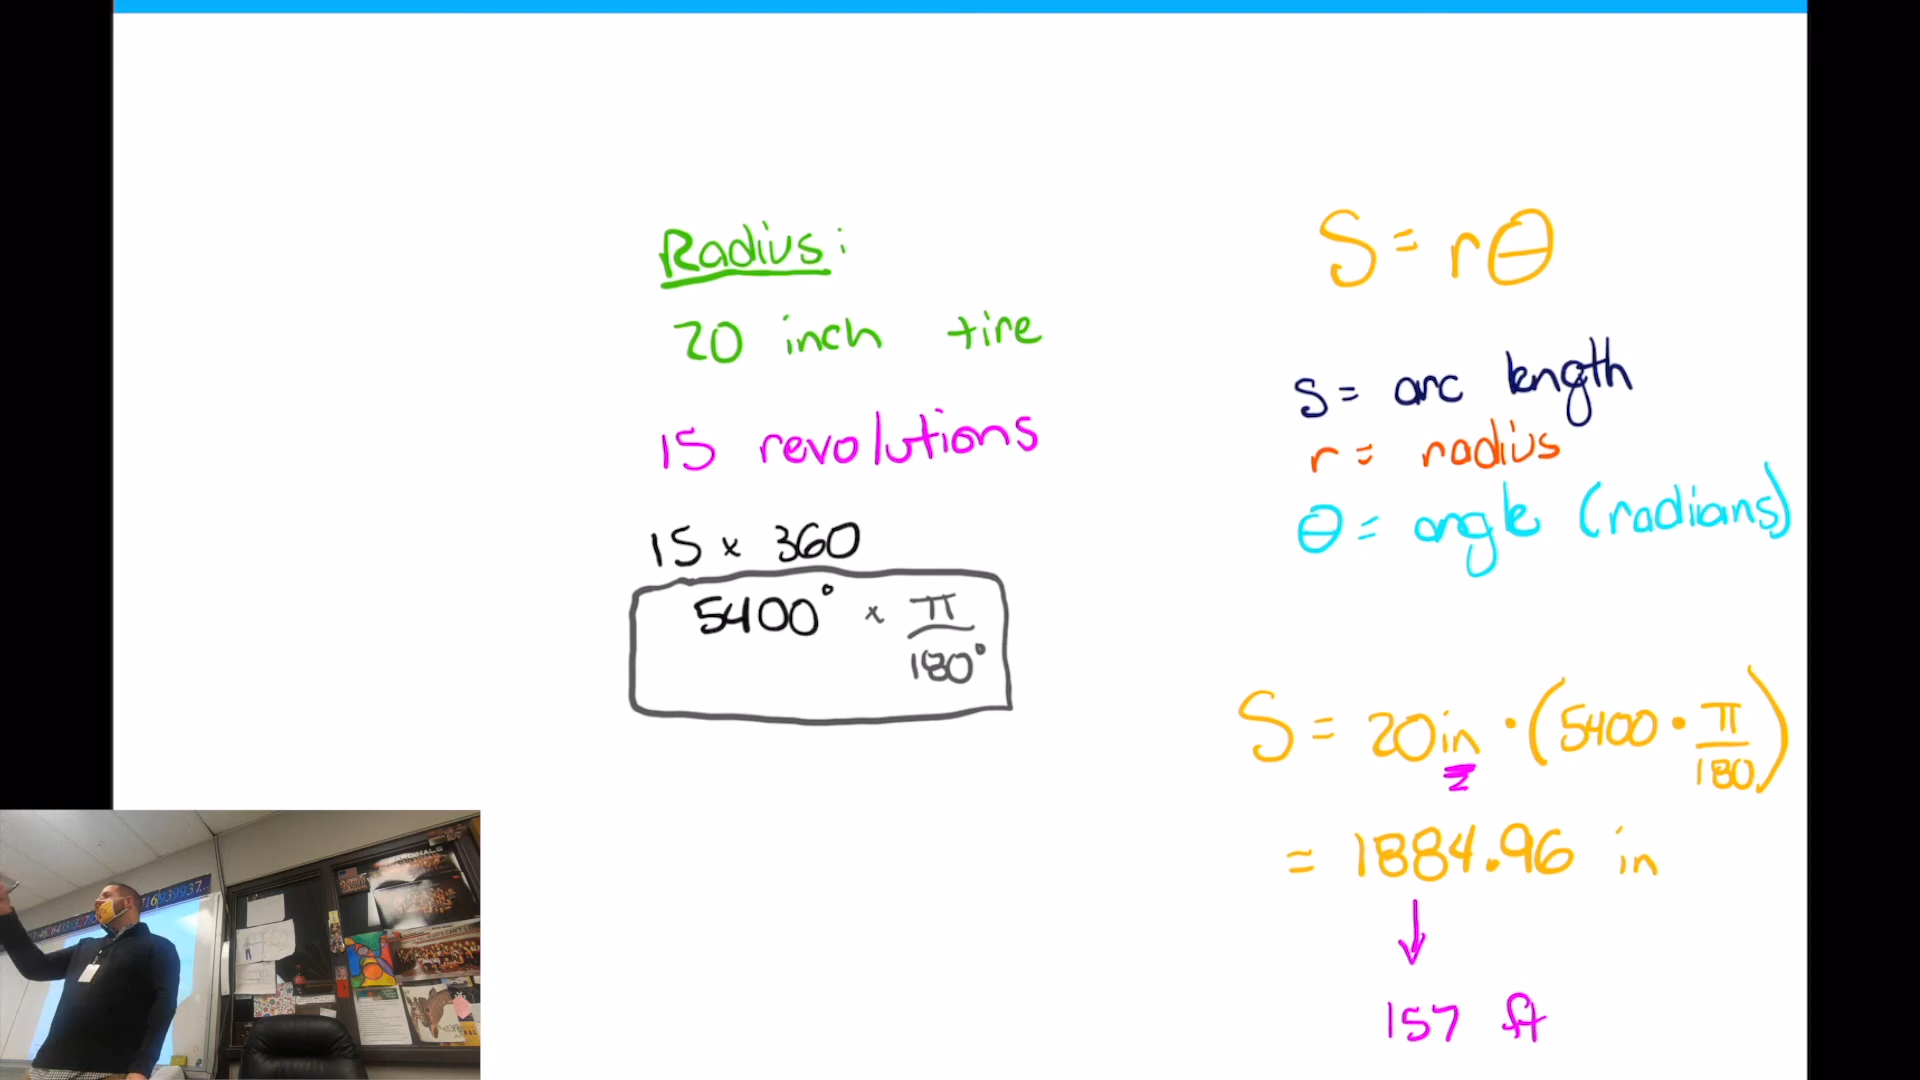 Radius:
20 inch tire
15 revolutions
15 x 360
5400° x π/180°
S = rθ
s = arc length
r = radius
θ = angle (radians)
S = 20in · (5400 · π/180)
= 1884.96 in
↓
157 ft
CARDINALS